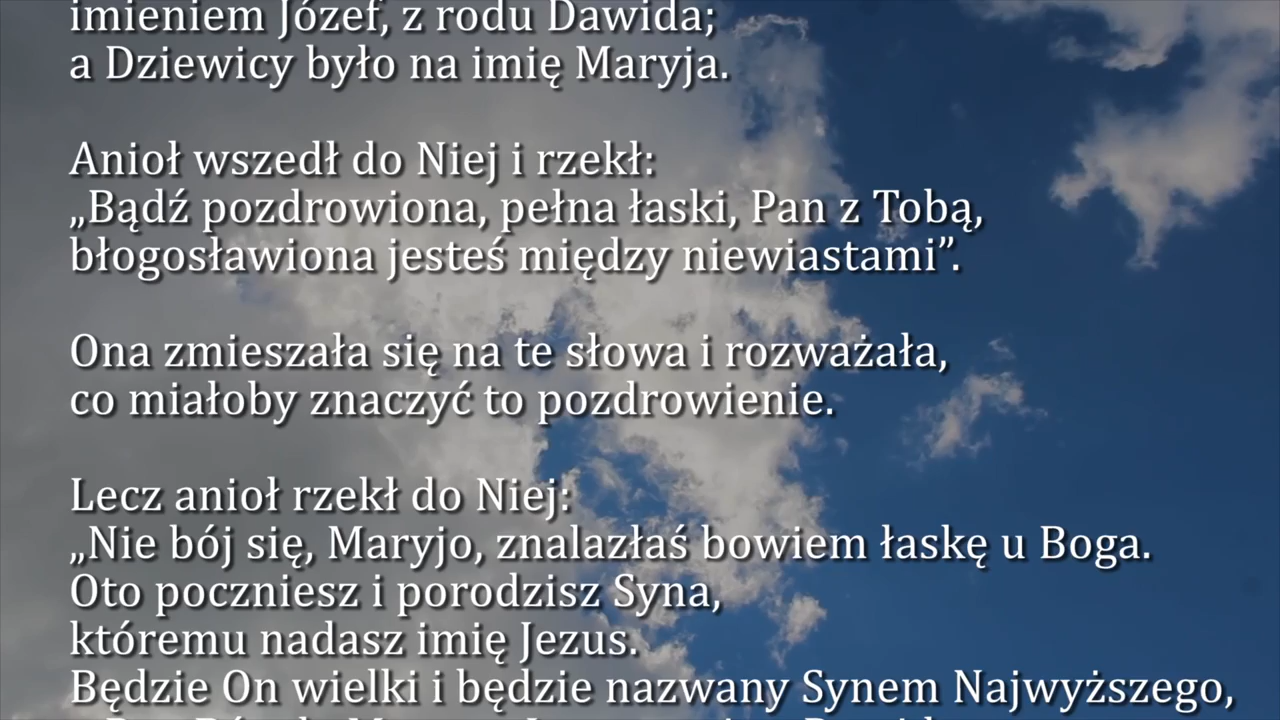 imieniem Józef, z rodu Dawida;
a Dziewicy było na imię Maryja.
Anioł wszedł do Niej i rzekł:
„Bądź pozdrowiona, pełna łaski, Pan z Tobą,
błogosławiona jesteś między niewiastami”.
Ona zmieszała się na te słowa i rozważała,
co miałoby znaczyć to pozdrowienie.
Lecz anioł rzekł do Niej:
„Nie bój się, Maryjo, znalazłaś bowiem łaskę u Boga.
Oto poczniesz i porodzisz Syna,
któremu nadasz imię Jezus.
Będzie On wielki i będzie nazwany Synem Najwyższego,